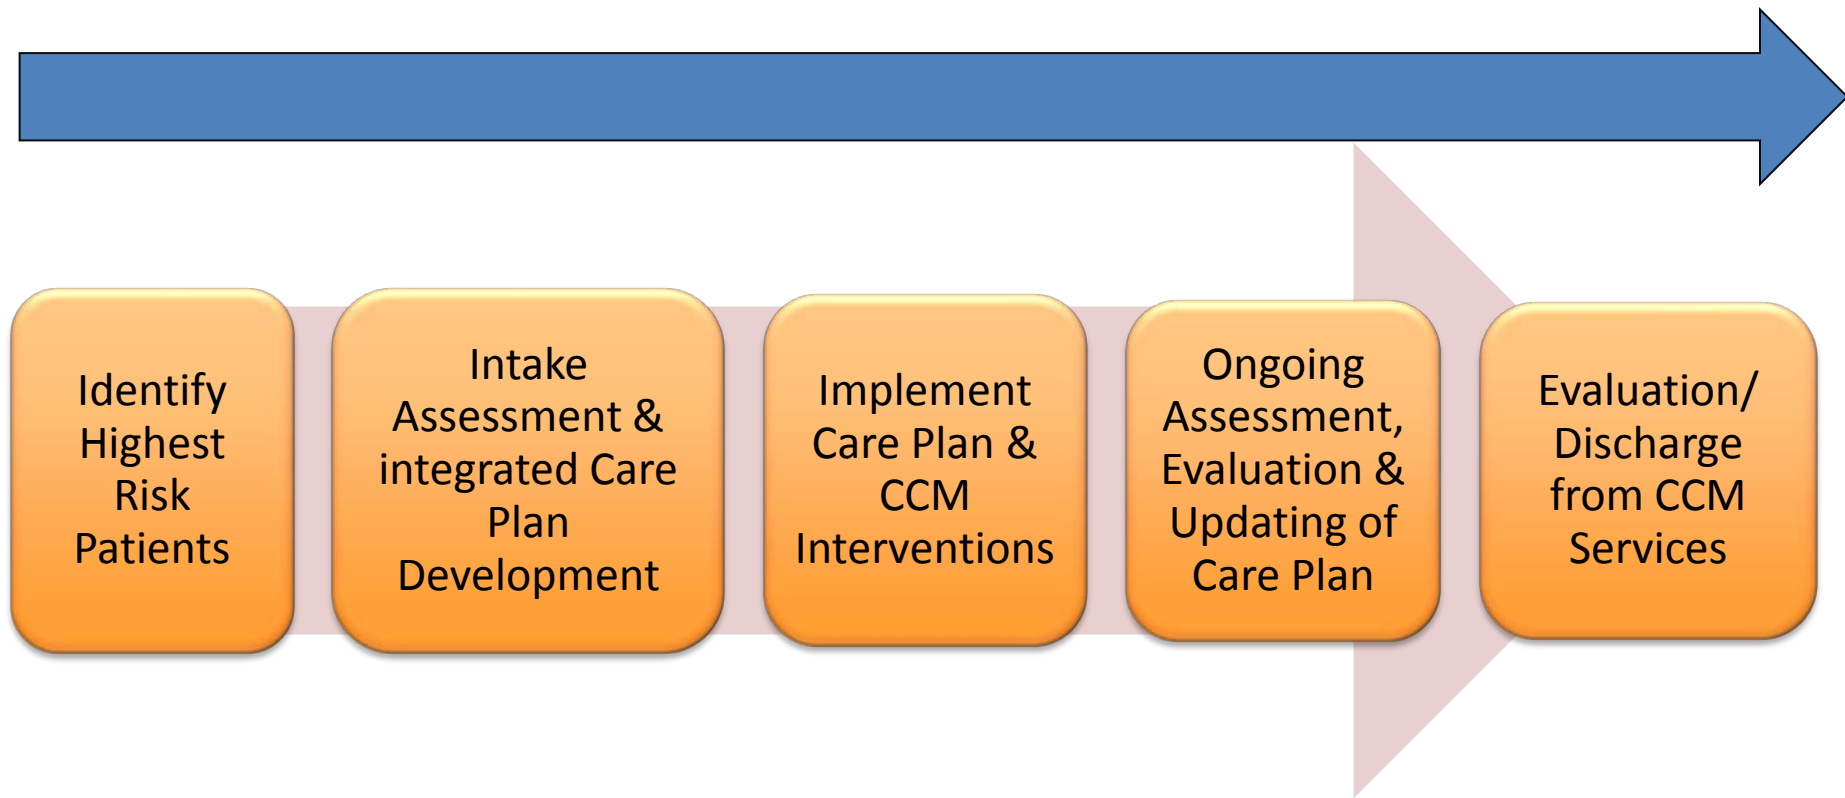 Identify
Highest
Risk
Patients
Intake
Assessment &
integrated Care
Plan
Development
Implement
Care Plan &
CCM
Interventions
Ongoing
Assessment,
Evaluation &
Updating of
Care Plan
Evaluation/
Discharge
from CCM
Services